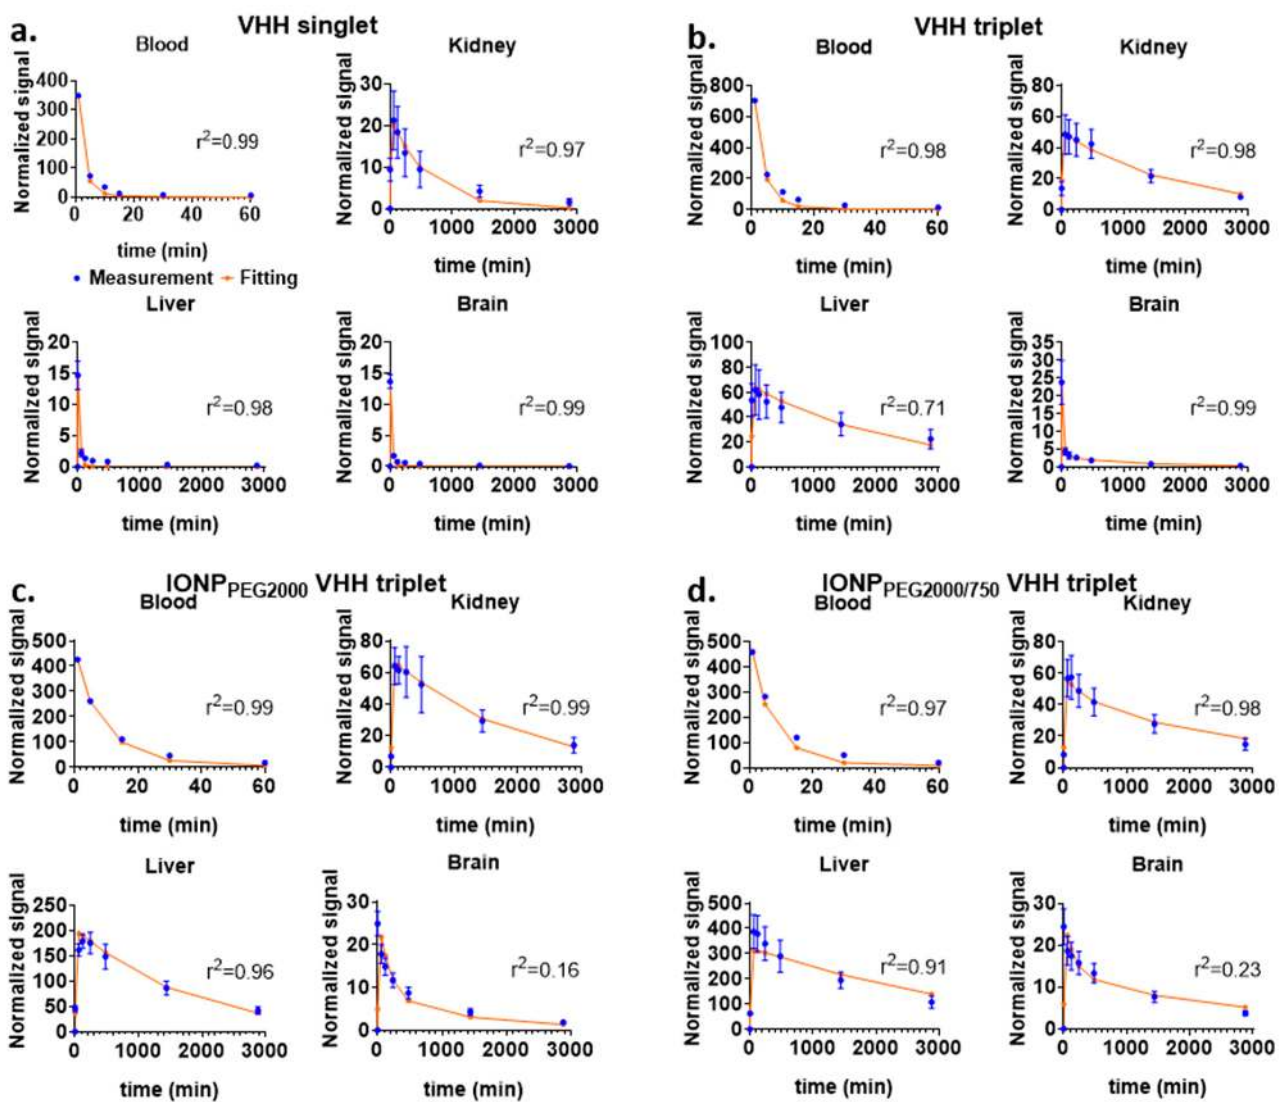 a.
VHH singlet
Blood
Normalized signal
400
300
200
100
0
r²=0.99
0 20 40 60
time (min)
Kidney
Normalized signal
30
20
10
0
r²=0.97
0 1000 2000 3000
time (min)
Measurement Fitting
Liver
Normalized signal
20
15
10
5
0
r²=0.98
0 1000 2000 3000
time (min)
Brain
Normalized signal
20
15
10
5
0
r²=0.99
0 1000 2000 3000
time (min)
b.
VHH triplet
Blood
Normalized signal
800
600
400
200
0
r²=0.98
0 20 40 60
time (min)
Kidney
Normalized signal
80
60
40
20
0
r²=0.98
0 1000 2000 3000
time (min)
Liver
Normalized signal
100
80
60
40
20
0
r²=0.71
0 1000 2000 3000
time (min)
Brain
Normalized signal
35
30
25
20
15
10
5
0
r²=0.99
0 1000 2000 3000
time (min)
c.
IONP PEG2000 VHH triplet
Blood
Normalized signal
500
400
300
200
100
0
r²=0.99
0 20 40 60
time (min)
Kidney
Normalized signal
80
60
40
20
0
r²=0.99
0 1000 2000 3000
time (min)
Liver
Normalized signal
250
200
150
100
50
0
r²=0.96
0 1000 2000 3000
time (min)
Brain
Normalized signal
30
20
10
0
r²=0.16
0 1000 2000 3000
time (min)
d.
IONP PEG2000/750 VHH triplet
Blood
Normalized signal
500
400
300
200
100
0
r²=0.97
0 20 40 60
time (min)
Kidney
Normalized signal
80
60
40
20
0
r²=0.98
0 1000 2000 3000
time (min)
Liver
Normalized signal
500
400
300
200
100
0
r²=0.91
0 1000 2000 3000
time (min)
Brain
Normalized signal
30
20
10
0
r²=0.23
0 1000 2000 3000
time (min)